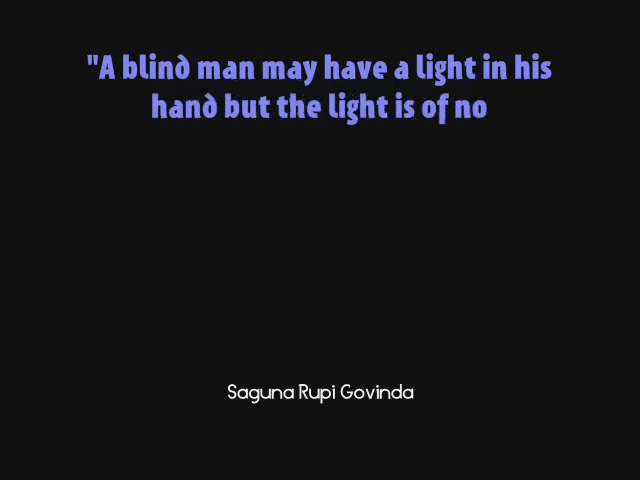 "A blind man may have a light in his
hand but the light is of no
Saguna Rupi Govinda